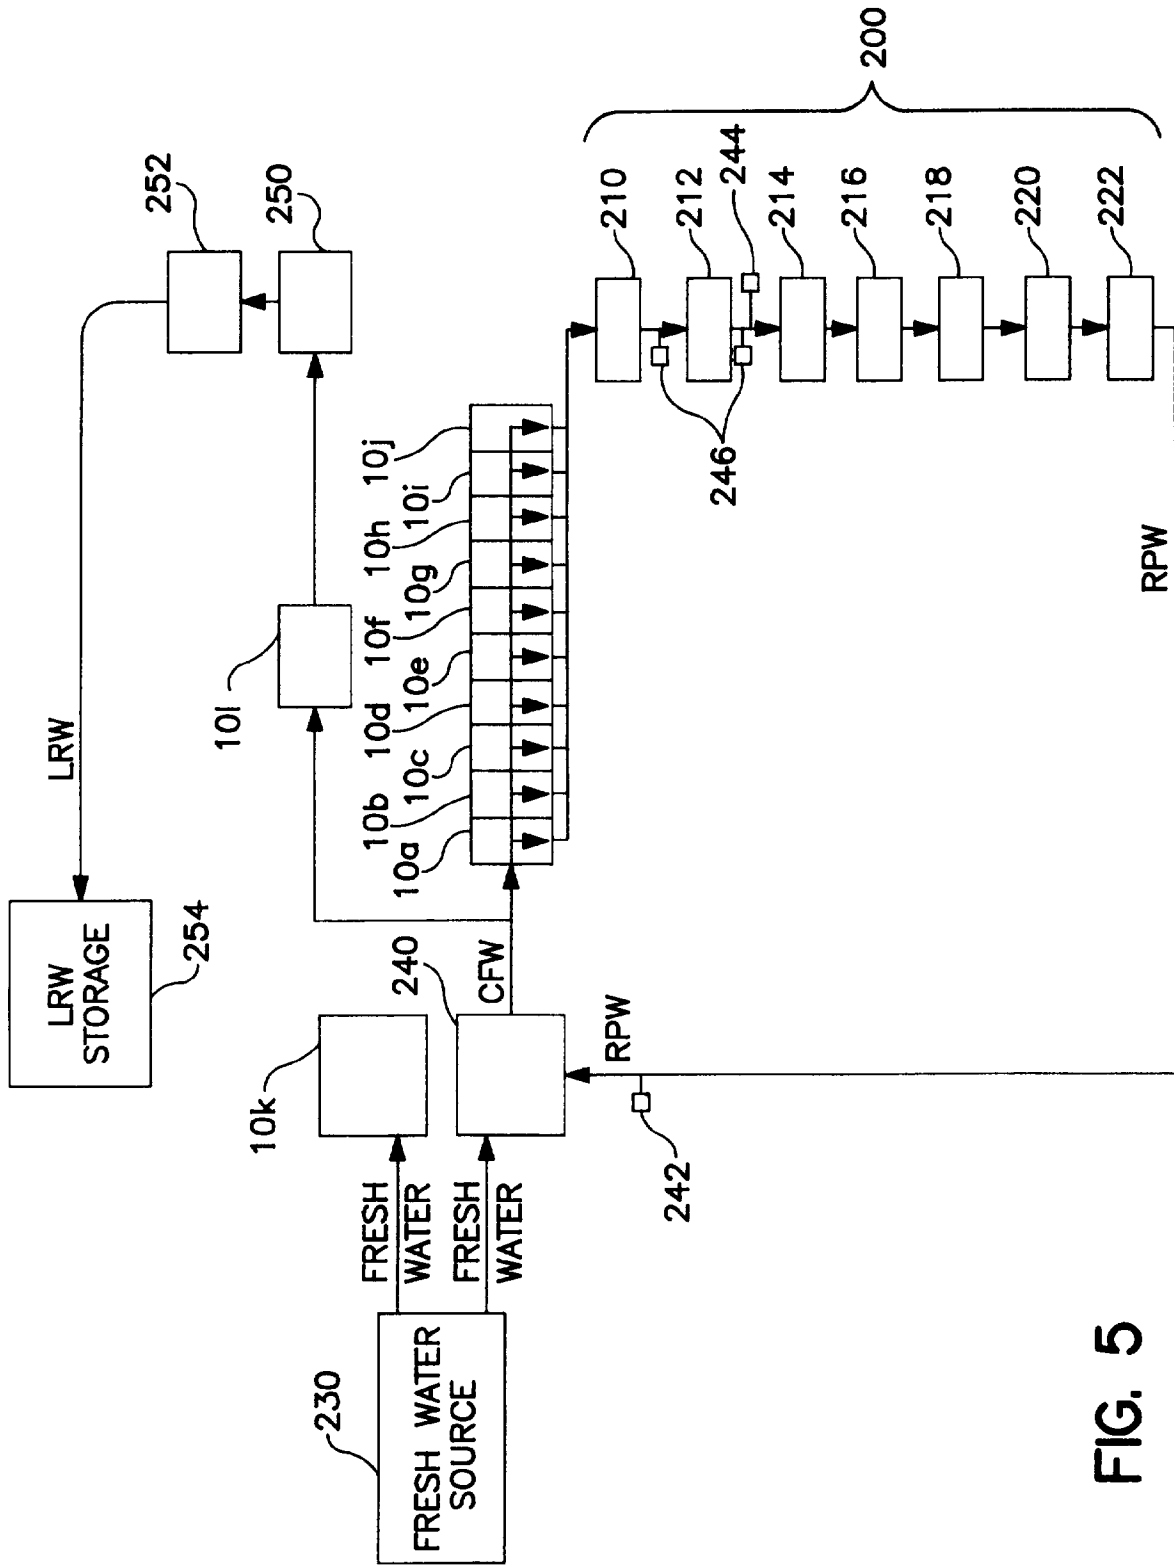 LRW
STORAGE
254
LRW
252
250
10l
10k
FRESH
WATER
FRESH
WATER
230
FRESH WATER
SOURCE
240
CFW
RPW
242
10a
10b
10c
10d
10e
10f
10g
10h
10i
10j
210
212
244
214
216
218
220
222
246
200
RPW
FIG. 5